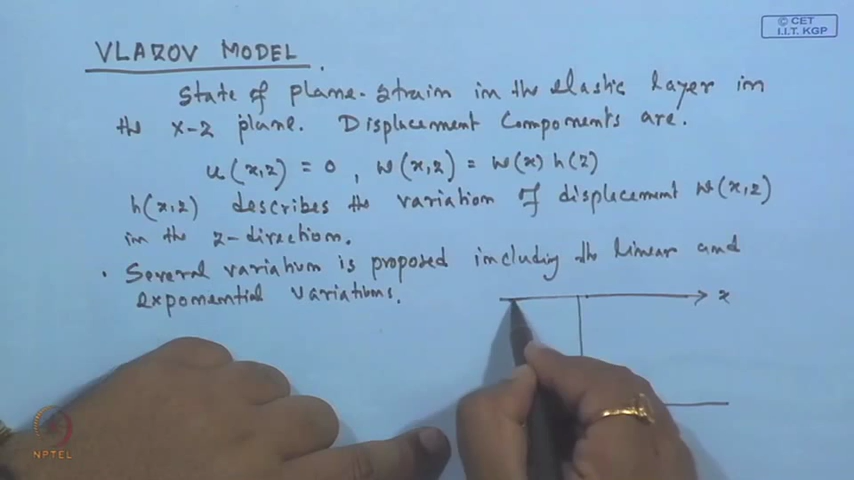 VLAZOV MODEL.
© CET
I.I.T. KGP
State of plane-strain in the elastic layer in
the x-z plane. Displacement Components are.
u(x,z) = 0, w(x,z) = w(x) h(z)
h(x,z) describes the variation of displacement w(x,z)
in the z-direction.
• Several variation is proposed including the linear and
exponential variations.
x
NPTEL